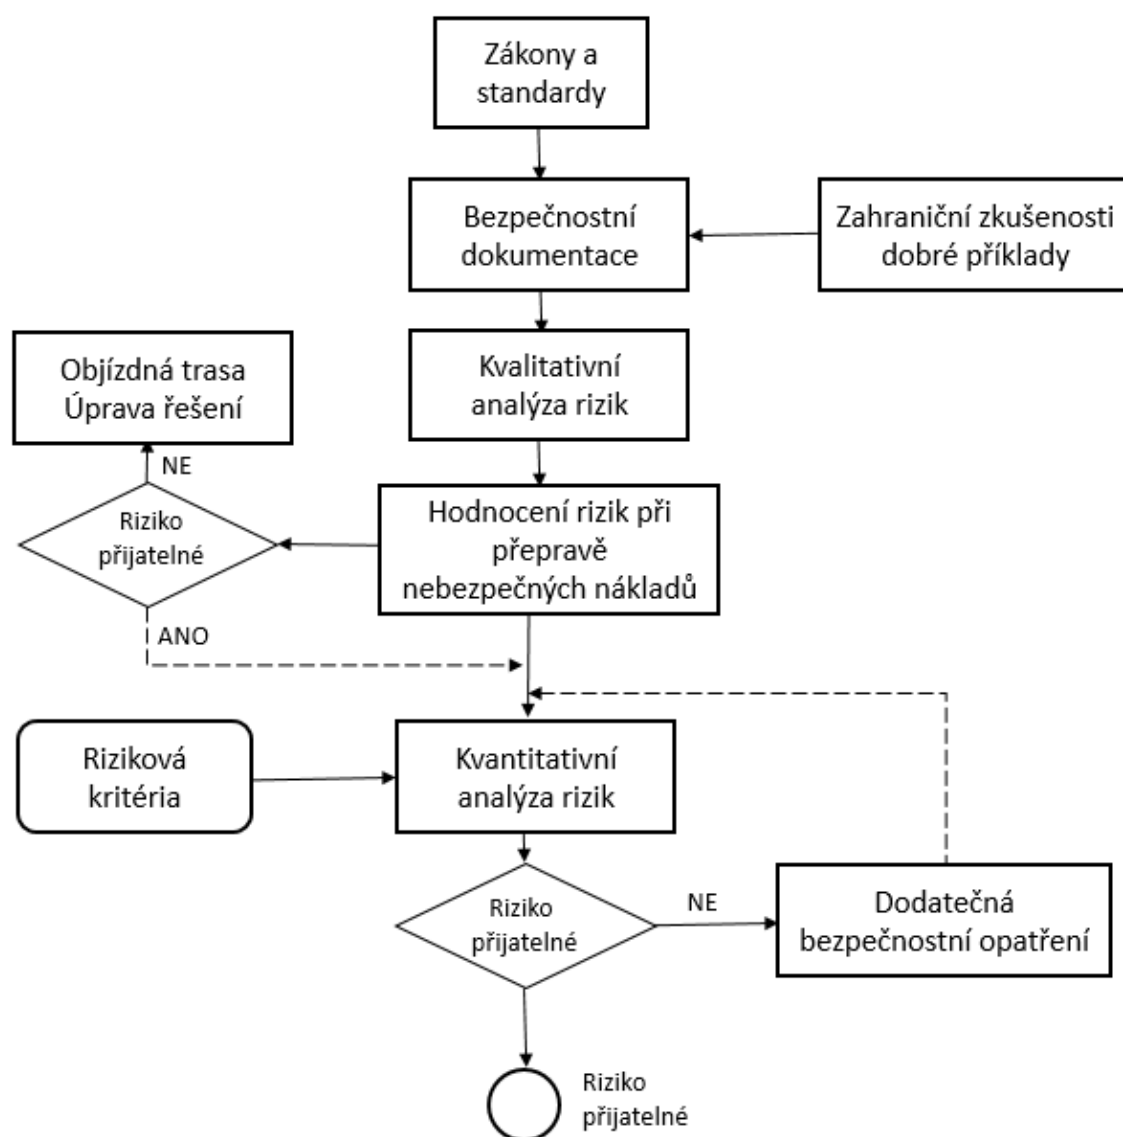 Zákony a
standardy
Bezpečnostní
dokumentace
Zahraniční zkušenosti
dobré příklady
Kvalitativní
analýza rizik
Objízdná trasa
Úprava řešení
NE
Riziko
přijatelné
Hodnocení rizik při
přepravě
nebezpečných nákladů
ANO
Riziková
kritéria
Kvantitativní
analýza rizik
Riziko
přijatelné
NE
Dodatečná
bezpečnostní opatření
Riziko
přijatelné